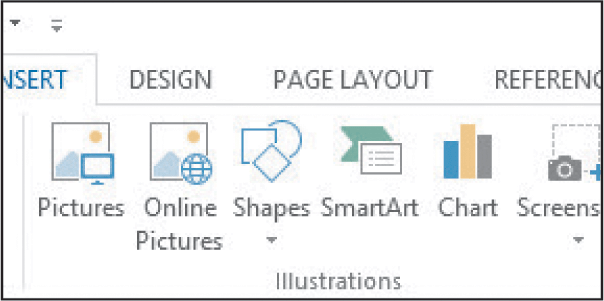 NSERT DESIGN PAGE LAYOUT REFERENC
Pictures Online Pictures Shapes SmartArt Chart Screens
Illustrations